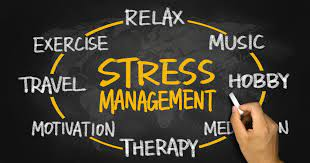 RELAX
EXERCISE
MUSIC
TRAVEL
STRESS
MANAGEMENT
HOBBY
MOTIVATION
THERAPY